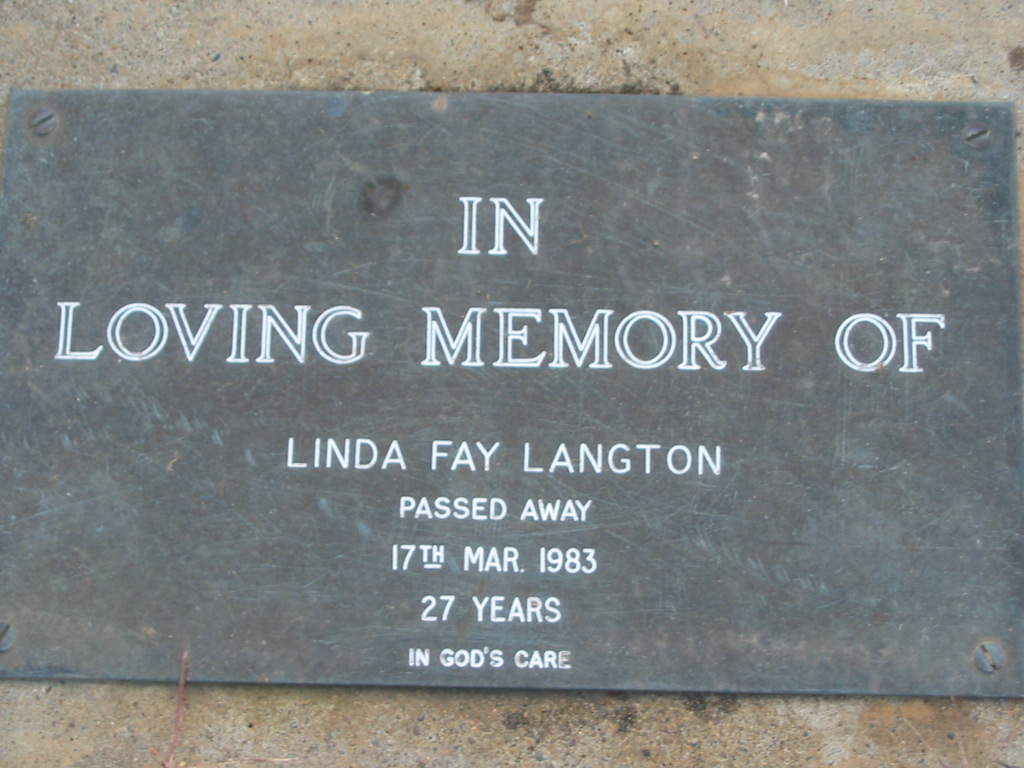 IN
LOVING MEMORY OF
LINDA FAY LANGTON
PASSED AWAY
17TH MAR. 1983
27 YEARS
IN GOD'S CARE